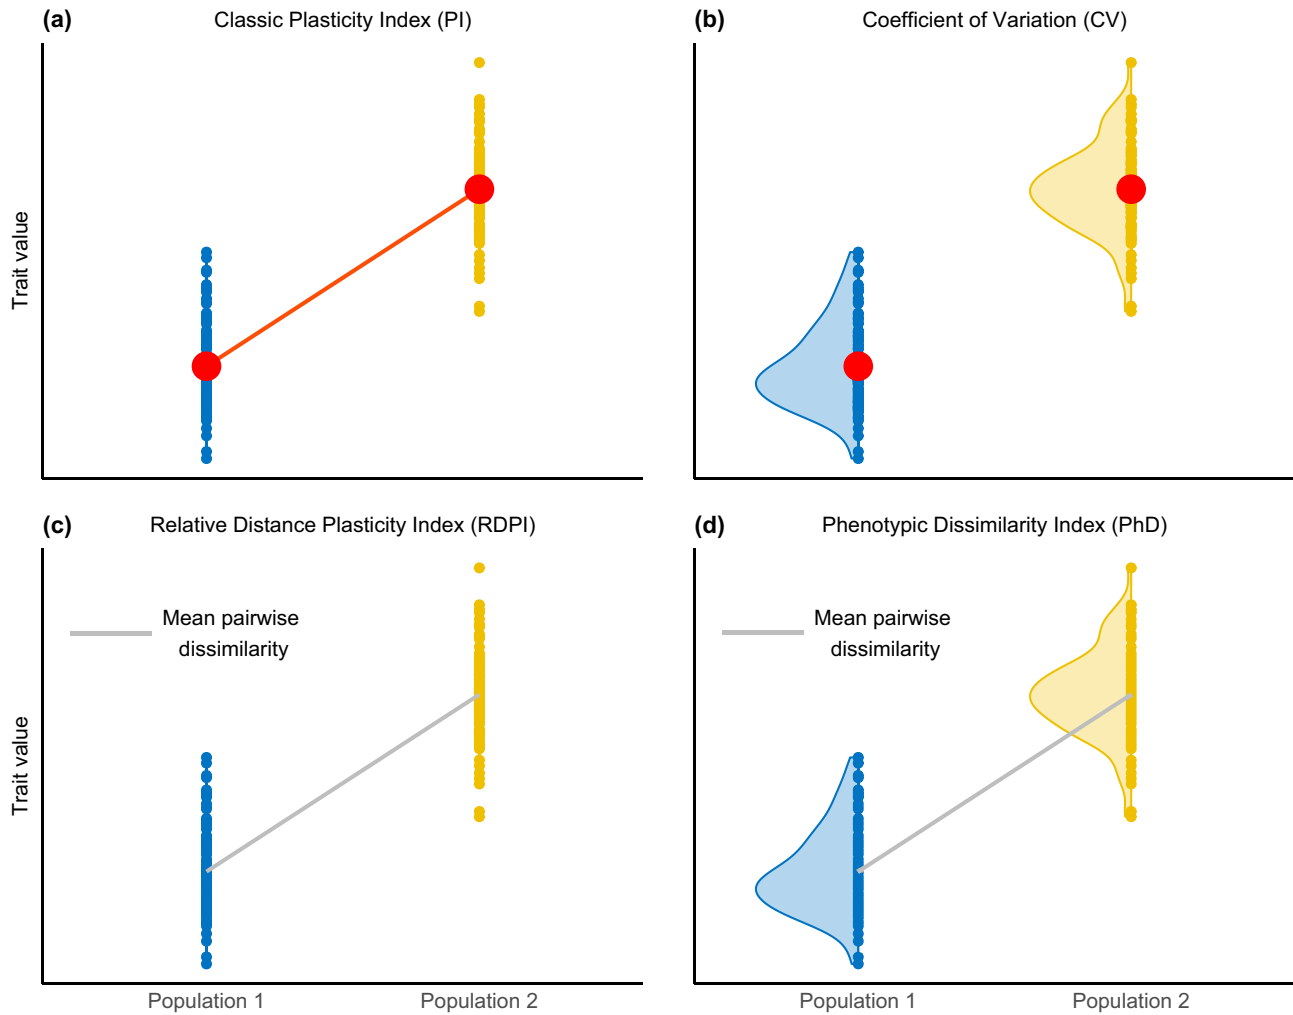 (a) Classic Plasticity Index (PI)
(b) Coefficient of Variation (CV)
Trait value
(c) Relative Distance Plasticity Index (RDPI)
(d) Phenotypic Dissimilarity Index (PhD)
Mean pairwise
dissimilarity
Mean pairwise
dissimilarity
Trait value
Population 1
Population 2
Population 1
Population 2